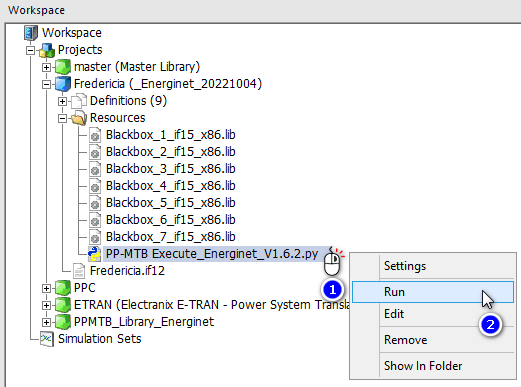 Workspace
Workspace
Projects
master (Master Library)
Fredericia (_Energinet_20221004)
Definitions (9)
Resources
Blackbox_1_if15_x86.lib
Blackbox_2_if15_x86.lib
Blackbox_3_if15_x86.lib
Blackbox_4_if15_x86.lib
Blackbox_5_if15_x86.lib
Blackbox_6_if15_x86.lib
Blackbox_7_if15_x86.lib
PP-MTB Execute_Energinet_V1.6.2.py
1
Fredericia.if12
Settings
PPC
Run
ETRAN (Electranix E-TRAN - Power System Transla
2
Edit
PPMTB_Library_Energinet
Simulation Sets
Remove
Show In Folder